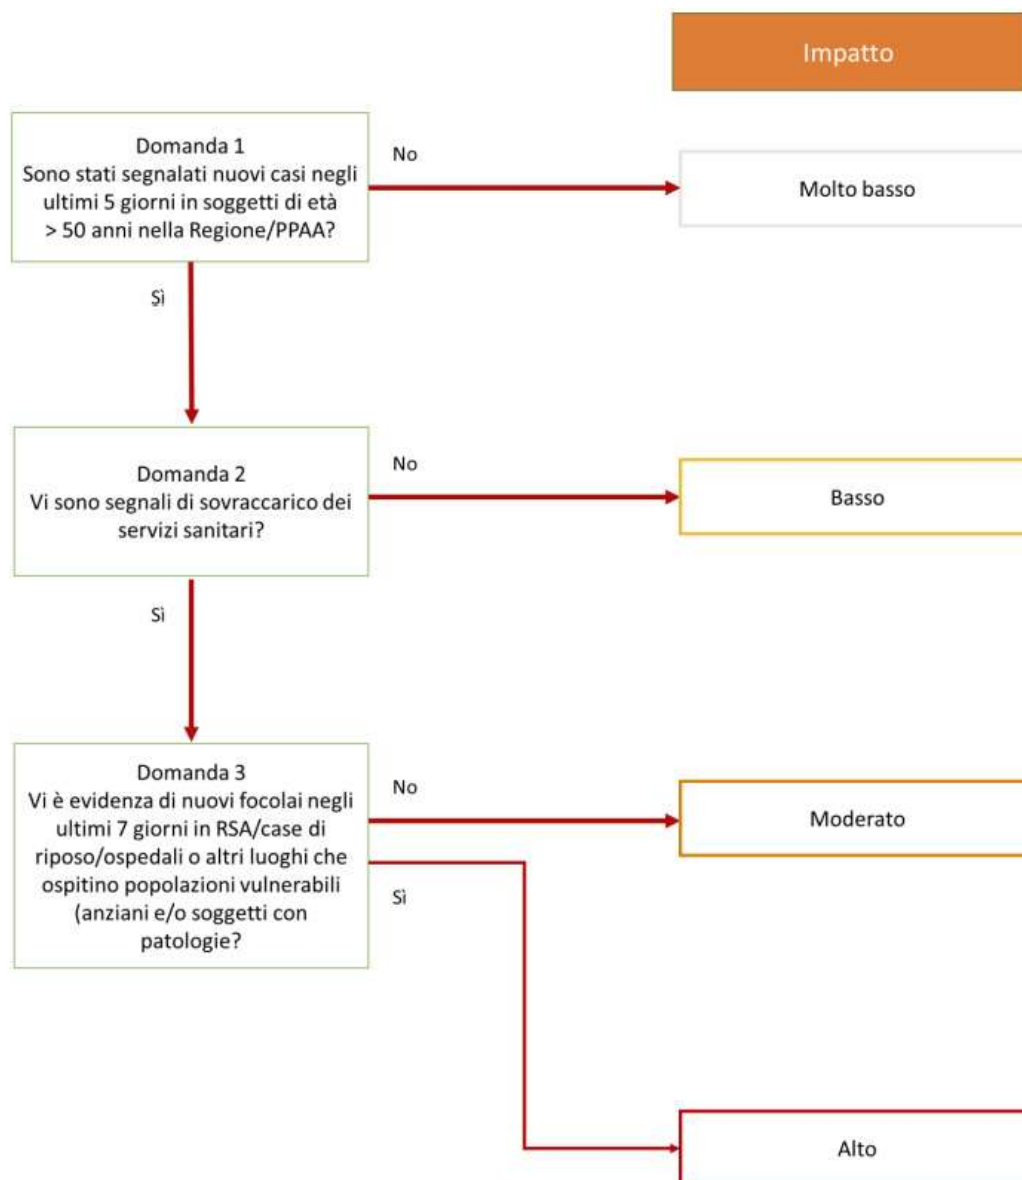 Impatto
Domanda 1
Sono stati segnalati nuovi casi negli
ultimi 5 giorni in soggetti di età
> 50 anni nella Regione/PPAA?
No
Molto basso
Sì
Domanda 2
Vi sono segnali di sovraccarico dei
servizi sanitari?
No
Basso
Sì
Domanda 3
Vi è evidenza di nuovi focolai negli
ultimi 7 giorni in RSA/case di
riposo/ospedali o altri luoghi che
ospitino popolazioni vulnerabili
(anziani e/o soggetti con
patologie?
No
Moderato
Sì
Alto